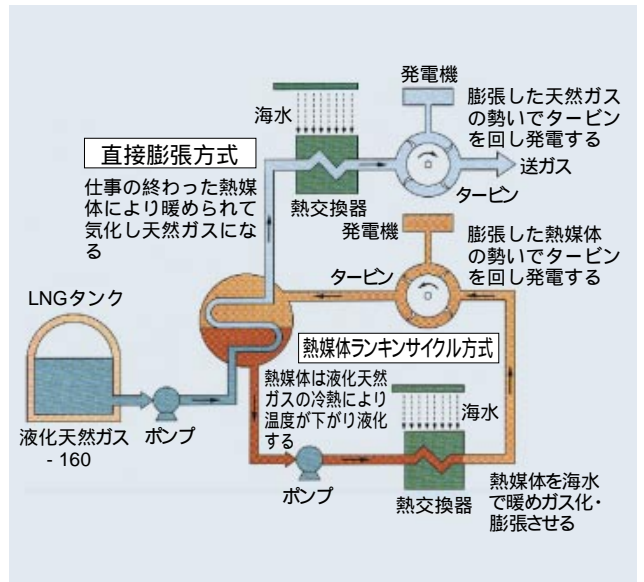 発電機
海水
膨張した天然ガス
の勢いでタービン
を回し発電する
直接膨張方式
送ガス
仕事の終わった熱媒
体により暖められて
気化し天然ガスにな
る
熱交換器
タービン
発電機
膨張した熱媒体
の勢いでタービン
を回し発電する
タービン
LNGタンク
熱媒体ランキンサイクル方式
熱媒体は液化天然
ガスの冷熱により
温度が下がり液化
する
海水
液化天然ガス
- 160
ポンプ
ポンプ
熱交換器
熱媒体を海水
で暖めガス化・
膨張させる